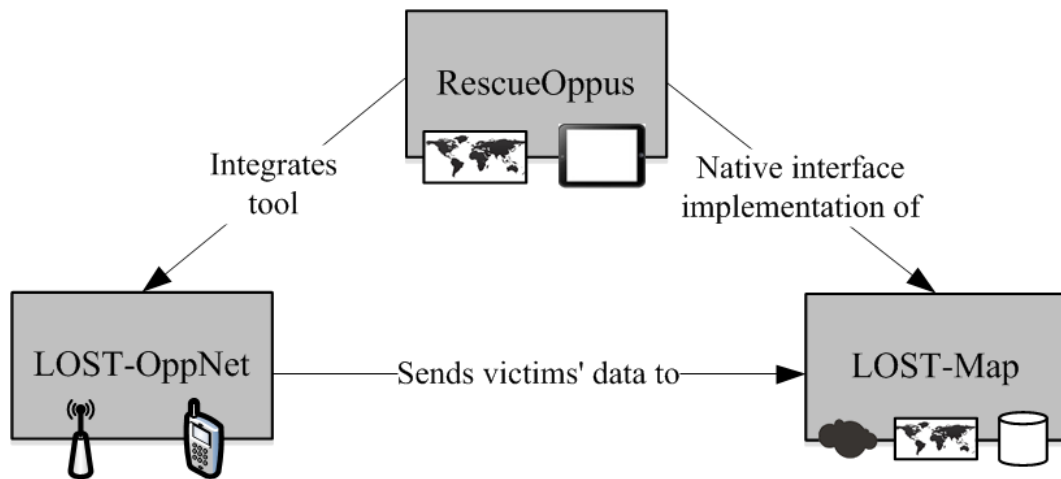 RescueOppus
Integrates
tool
Native interface
implementation of
LOST-OppNet
Sends victims' data to
LOST-Map